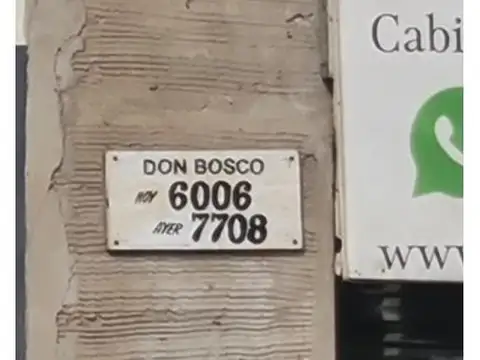 DON BOSCO
HOY 6006
AYER 7708
Cabi
www